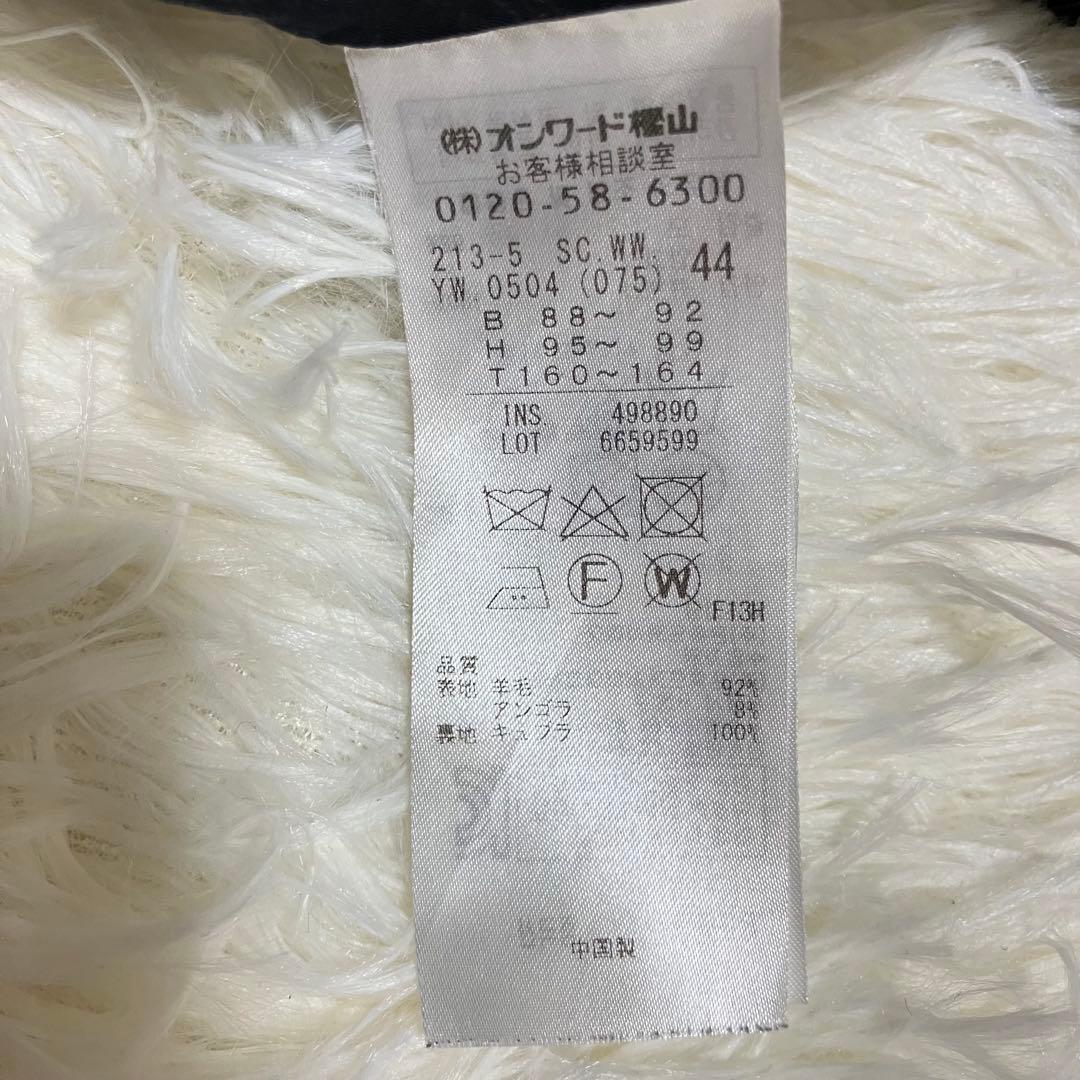 (株)オンワード樫山
お客様相談室
0120-58-6300
213-5 SC.WW.
YW.0504 (075) 44
B 88～ 92
H 95～ 99
T160～164
INS 498890
LOT 6659599
F
W
F13H
品質
表地 羊毛 92%
アンゴラ 8%
裏地 キュプラ 100%
中国製